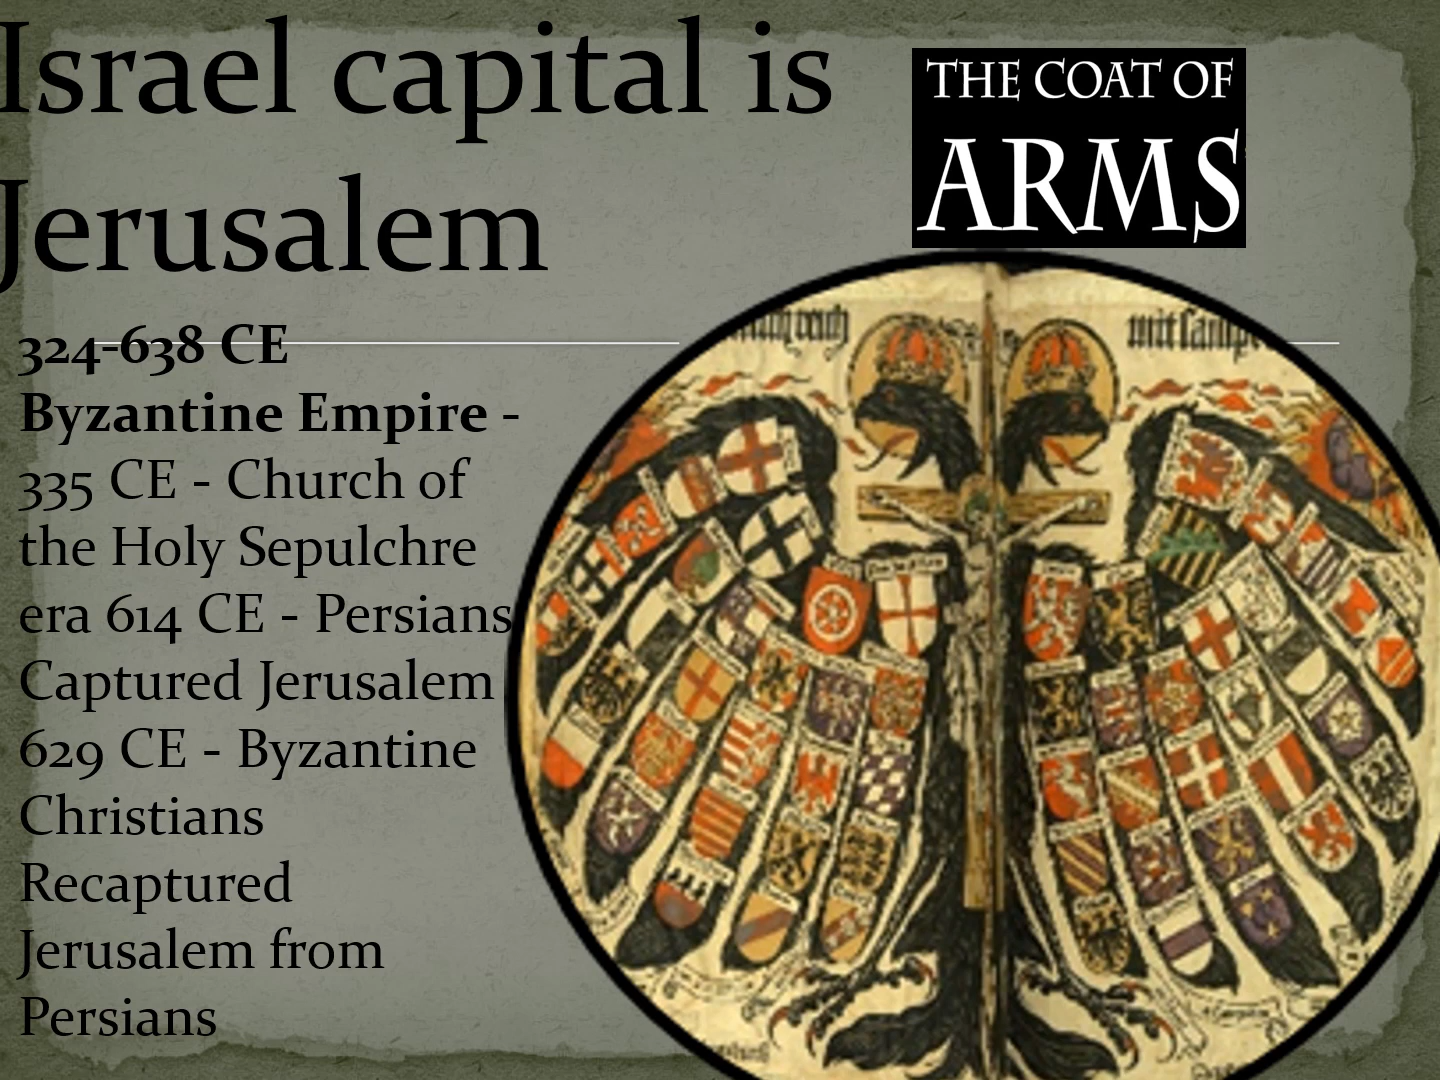 Israel capital is
Jerusalem
THE COAT OF
ARMS
324-638 CE
Byzantine Empire -
335 CE - Church of
the Holy Sepulchre
era 614 CE - Persians
Captured Jerusalem
629 CE - Byzantine
Christians
Recaptured
Jerusalem from
Persians